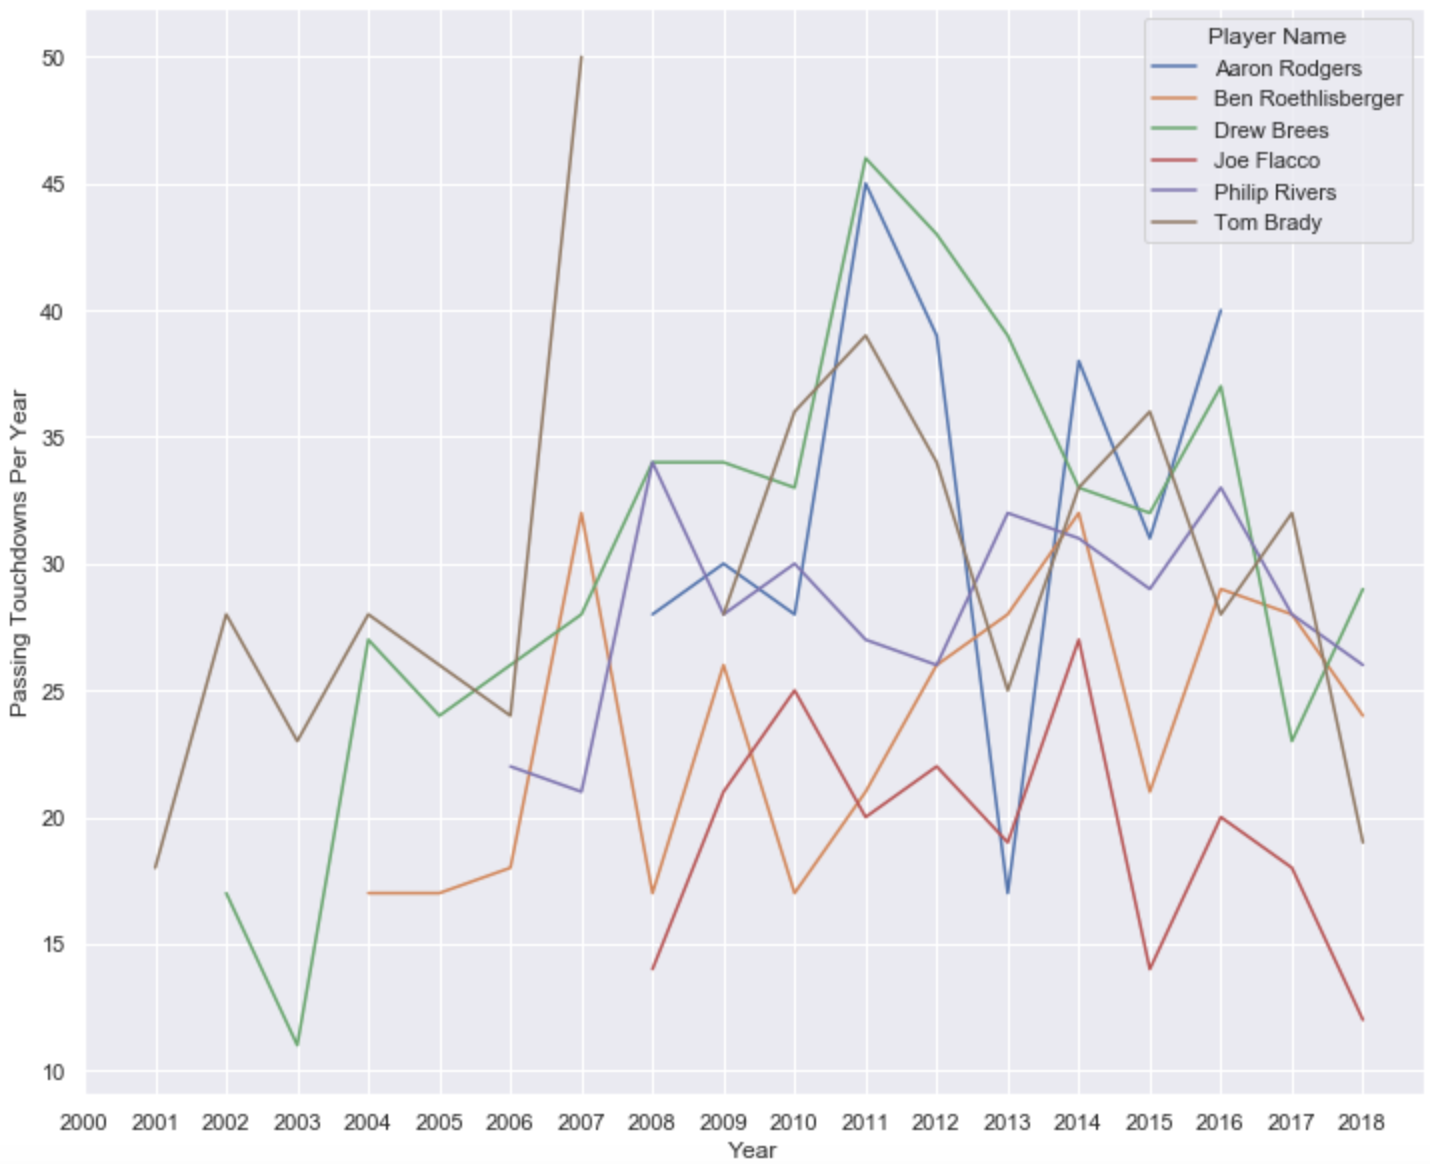 Player Name
Aaron Rodgers
Ben Roethlisberger
Drew Brees
Joe Flacco
Philip Rivers
Tom Brady
50
45
40
35
30
25
20
15
10
Passing Touchdowns Per Year
2000 2001 2002 2003 2004 2005 2006 2007 2008 2009 2010 2011 2012 2013 2014 2015 2016 2017 2018
Year